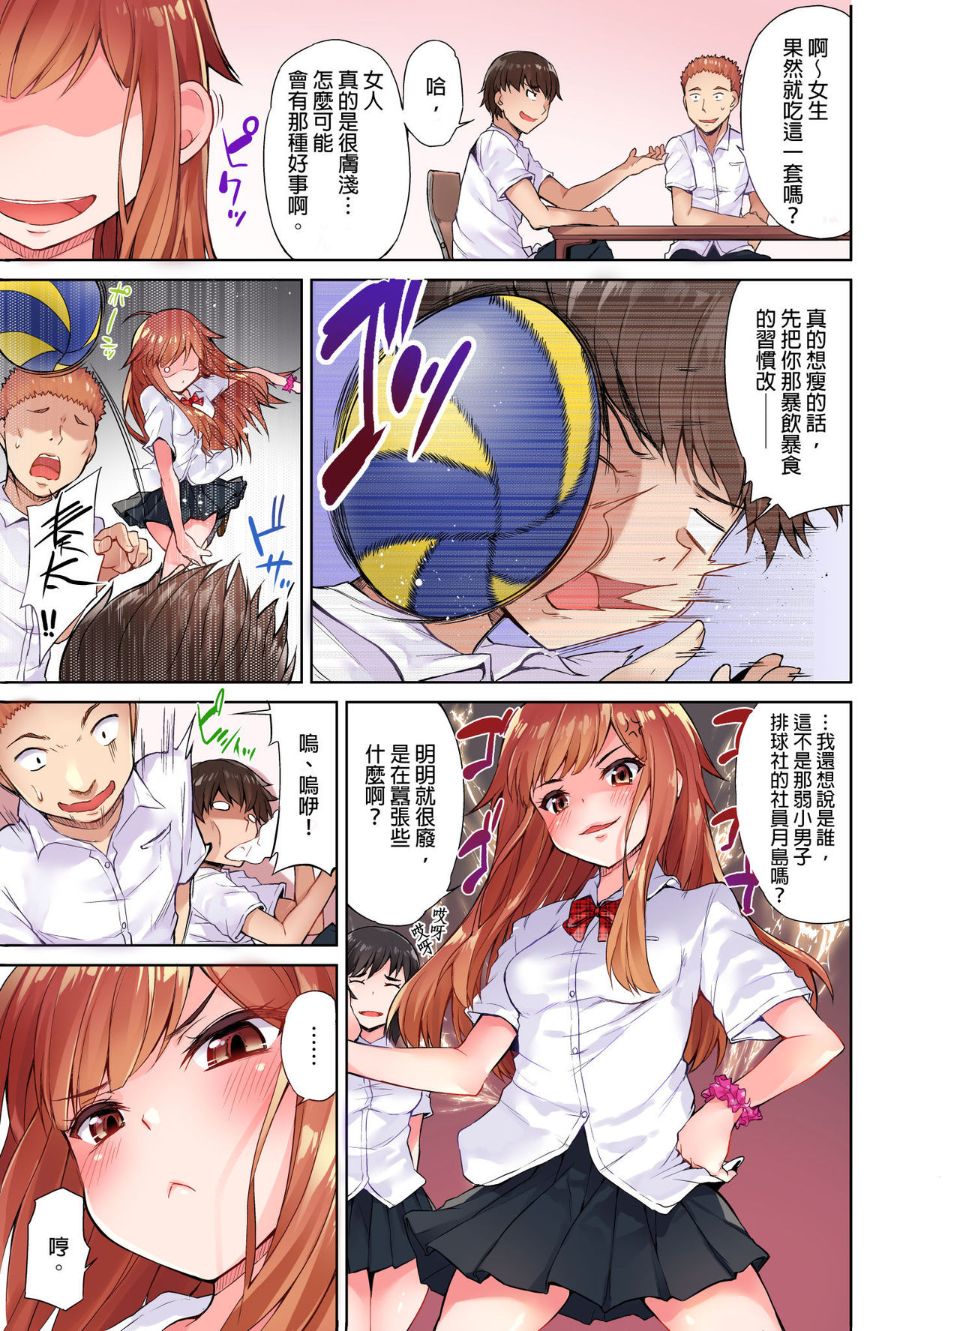 啊～女生
果然就吃這一套嗎？
哈，
女人
真的是很膚淺…
怎麼可能
會有那種好事啊。
ピクッ
真的想瘦的話，
先把你那暴飲暴食
的習慣改——
ゴッ
ポーンッ
ドサッ
…我還想說是誰，
這不是那弱小男子
排球社的社員月島嗎？
明明就很廢，
是在囂張些
什麼啊？
哎呀
哎呀
嗚、嗚咿！
……
哼。